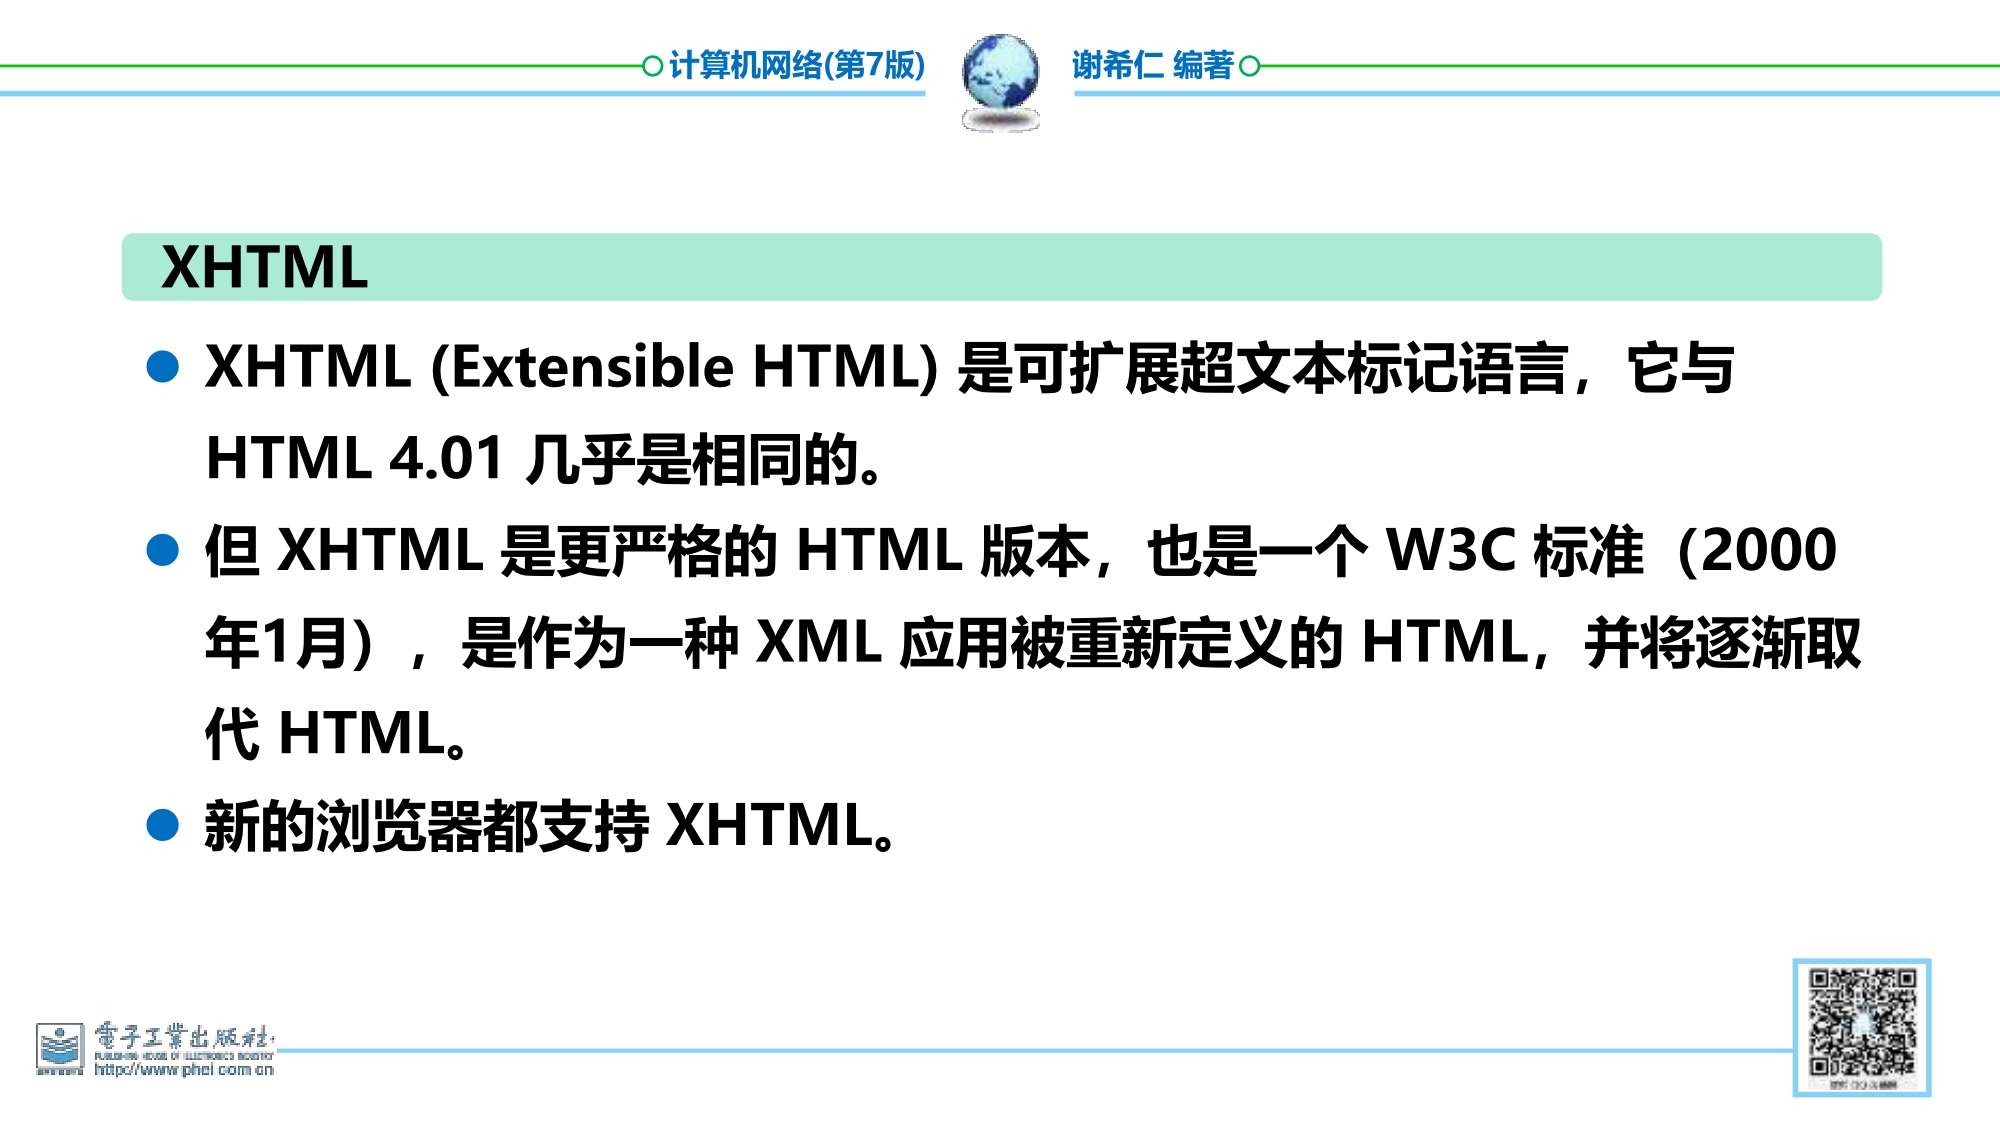 计算机网络(第7版)
谢希仁 编著
XHTML
XHTML (Extensible HTML) 是可扩展超文本标记语言，它与
HTML 4.01 几乎是相同的。
但 XHTML 是更严格的 HTML 版本，也是一个 W3C 标准（2000
年1月），是作为一种 XML 应用被重新定义的 HTML，并将逐渐取
代 HTML。
新的浏览器都支持 XHTML。
電子工業出版社
PUBLISHING HOUSE OF ELECTRONICS INDUSTRY
http://www.phei.com.cn